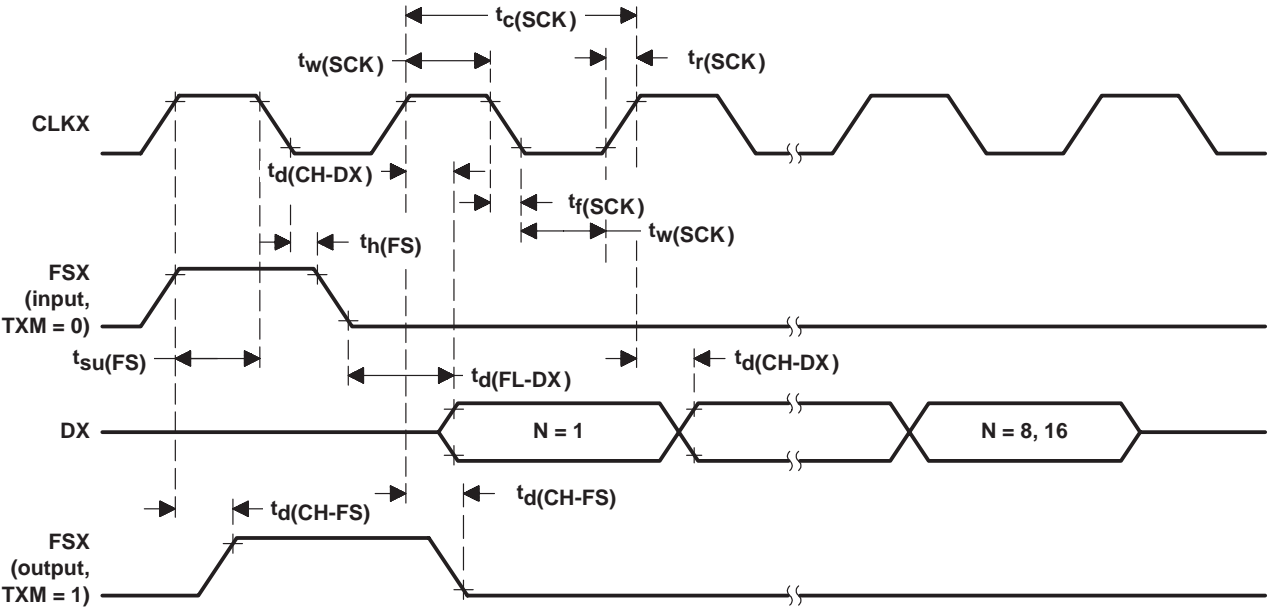 tc(SCK)
tw(SCK)
tr(SCK)
CLKX
td(CH-DX)
tf(SCK)
tw(SCK)
th(FS)
FSX
(input,
TXM = 0)
tsu(FS)
td(CH-DX)
td(FL-DX)
DX
N = 1
N = 8, 16
td(CH-FS)
td(CH-FS)
FSX
(output,
TXM = 1)